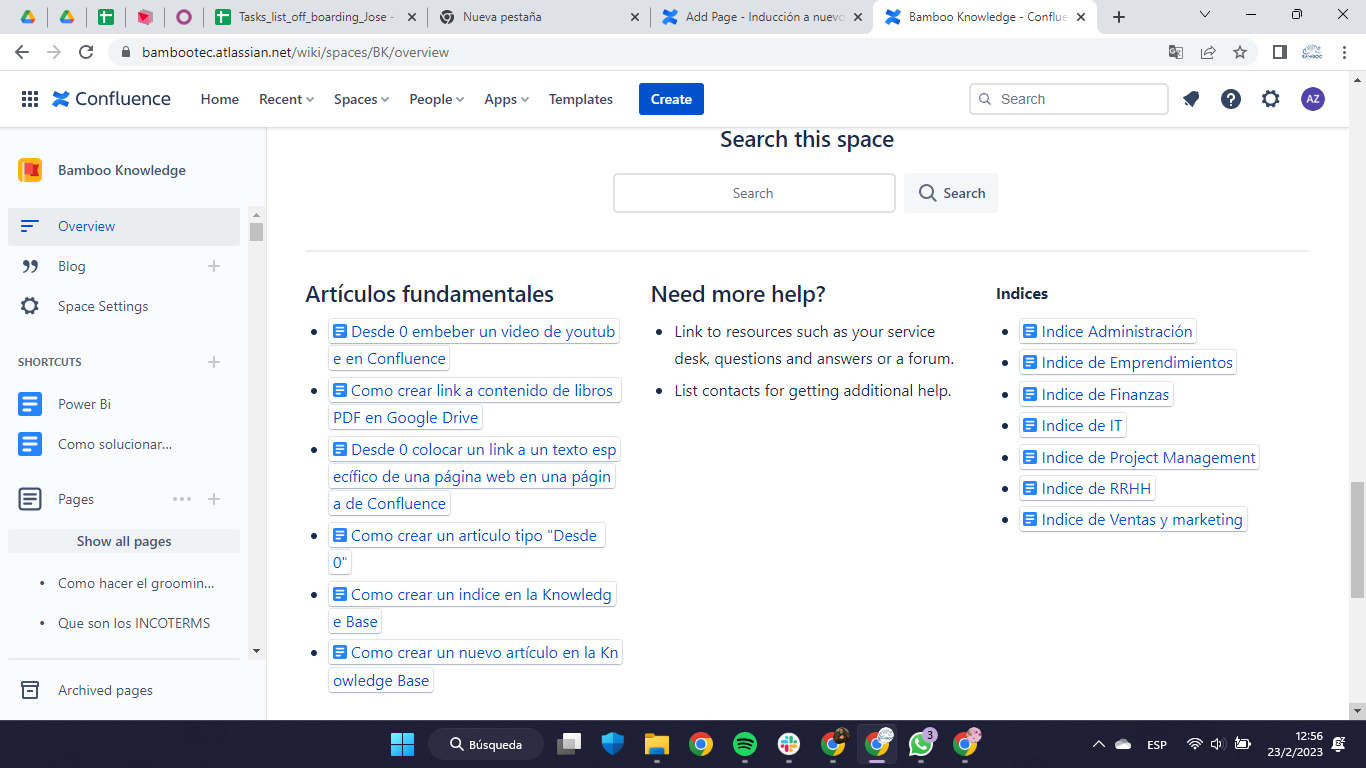 Tasks_list_off_boarding_Jose -
Nueva pestaña
Add Page - Inducción a nuevo
Bamboo Knowledge - Conflue
bambootec.atlassian.net/wiki/spaces/BK/overview
Confluence
Home
Recent
Spaces
People
Apps
Templates
Create
Search
AZ
Bamboo Knowledge
Overview
Blog
Space Settings
SHORTCUTS
Power Bi
Como solucionar...
Pages
Show all pages
Como hacer el groomin...
Que son los INCOTERMS
Archived pages
Search this space
Search
Search
Artículos fundamentales
Desde 0 embeber un video de youtub
e en Confluence
Como crear link a contenido de libros
PDF en Google Drive
Desde 0 colocar un link a un texto esp
ecífico de una página web en una págin
a de Confluence
Como crear un articulo tipo "Desde
0"
Como crear un indice en la Knowledg
e Base
Como crear un nuevo artículo en la Kn
owledge Base
Need more help?
Link to resources such as your service
desk, questions and answers or a forum.
List contacts for getting additional help.
Indices
Indice Administración
Indice de Emprendimientos
Indice de Finanzas
Indice de IT
Indice de Project Management
Indice de RRHH
Indice de Ventas y marketing
Búsqueda
3
ESP
12:56
23/2/2023